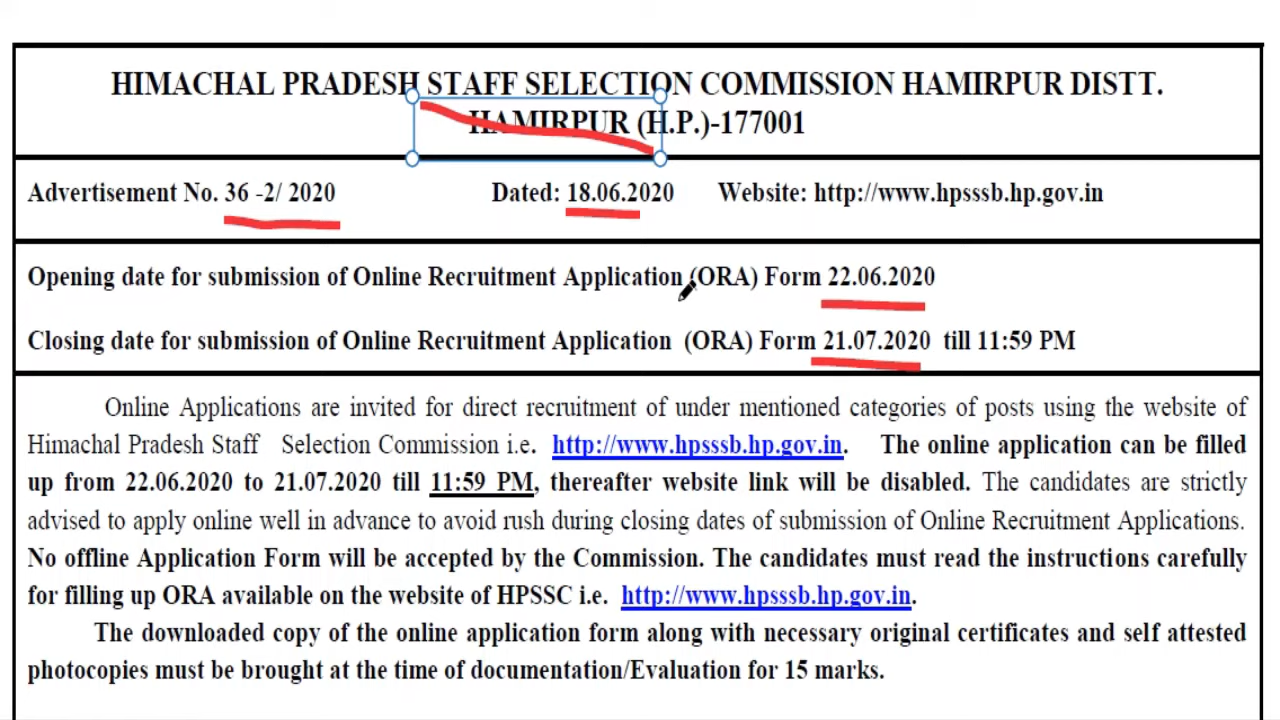 HIMACHAL PRADESH STAFF SELECTION COMMISSION HAMIRPUR DISTT.
HAMIRPUR (H.P.)-177001
Advertisement No. 36 -2/ 2020 Dated: 18.06.2020 Website: http://www.hpsssb.hp.gov.in
Opening date for submission of Online Recruitment Application (ORA) Form 22.06.2020
Closing date for submission of Online Recruitment Application (ORA) Form 21.07.2020 till 11:59 PM
Online Applications are invited for direct recruitment of under mentioned categories of posts using the website of
Himachal Pradesh Staff Selection Commission i.e. http://www.hpsssb.hp.gov.in. The online application can be filled
up from 22.06.2020 to 21.07.2020 till 11:59 PM, thereafter website link will be disabled. The candidates are strictly
advised to apply online well in advance to avoid rush during closing dates of submission of Online Recruitment Applications.
No offline Application Form will be accepted by the Commission. The candidates must read the instructions carefully
for filling up ORA available on the website of HPSSC i.e. http://www.hpsssb.hp.gov.in.
The downloaded copy of the online application form along with necessary original certificates and self attested
photocopies must be brought at the time of documentation/Evaluation for 15 marks.